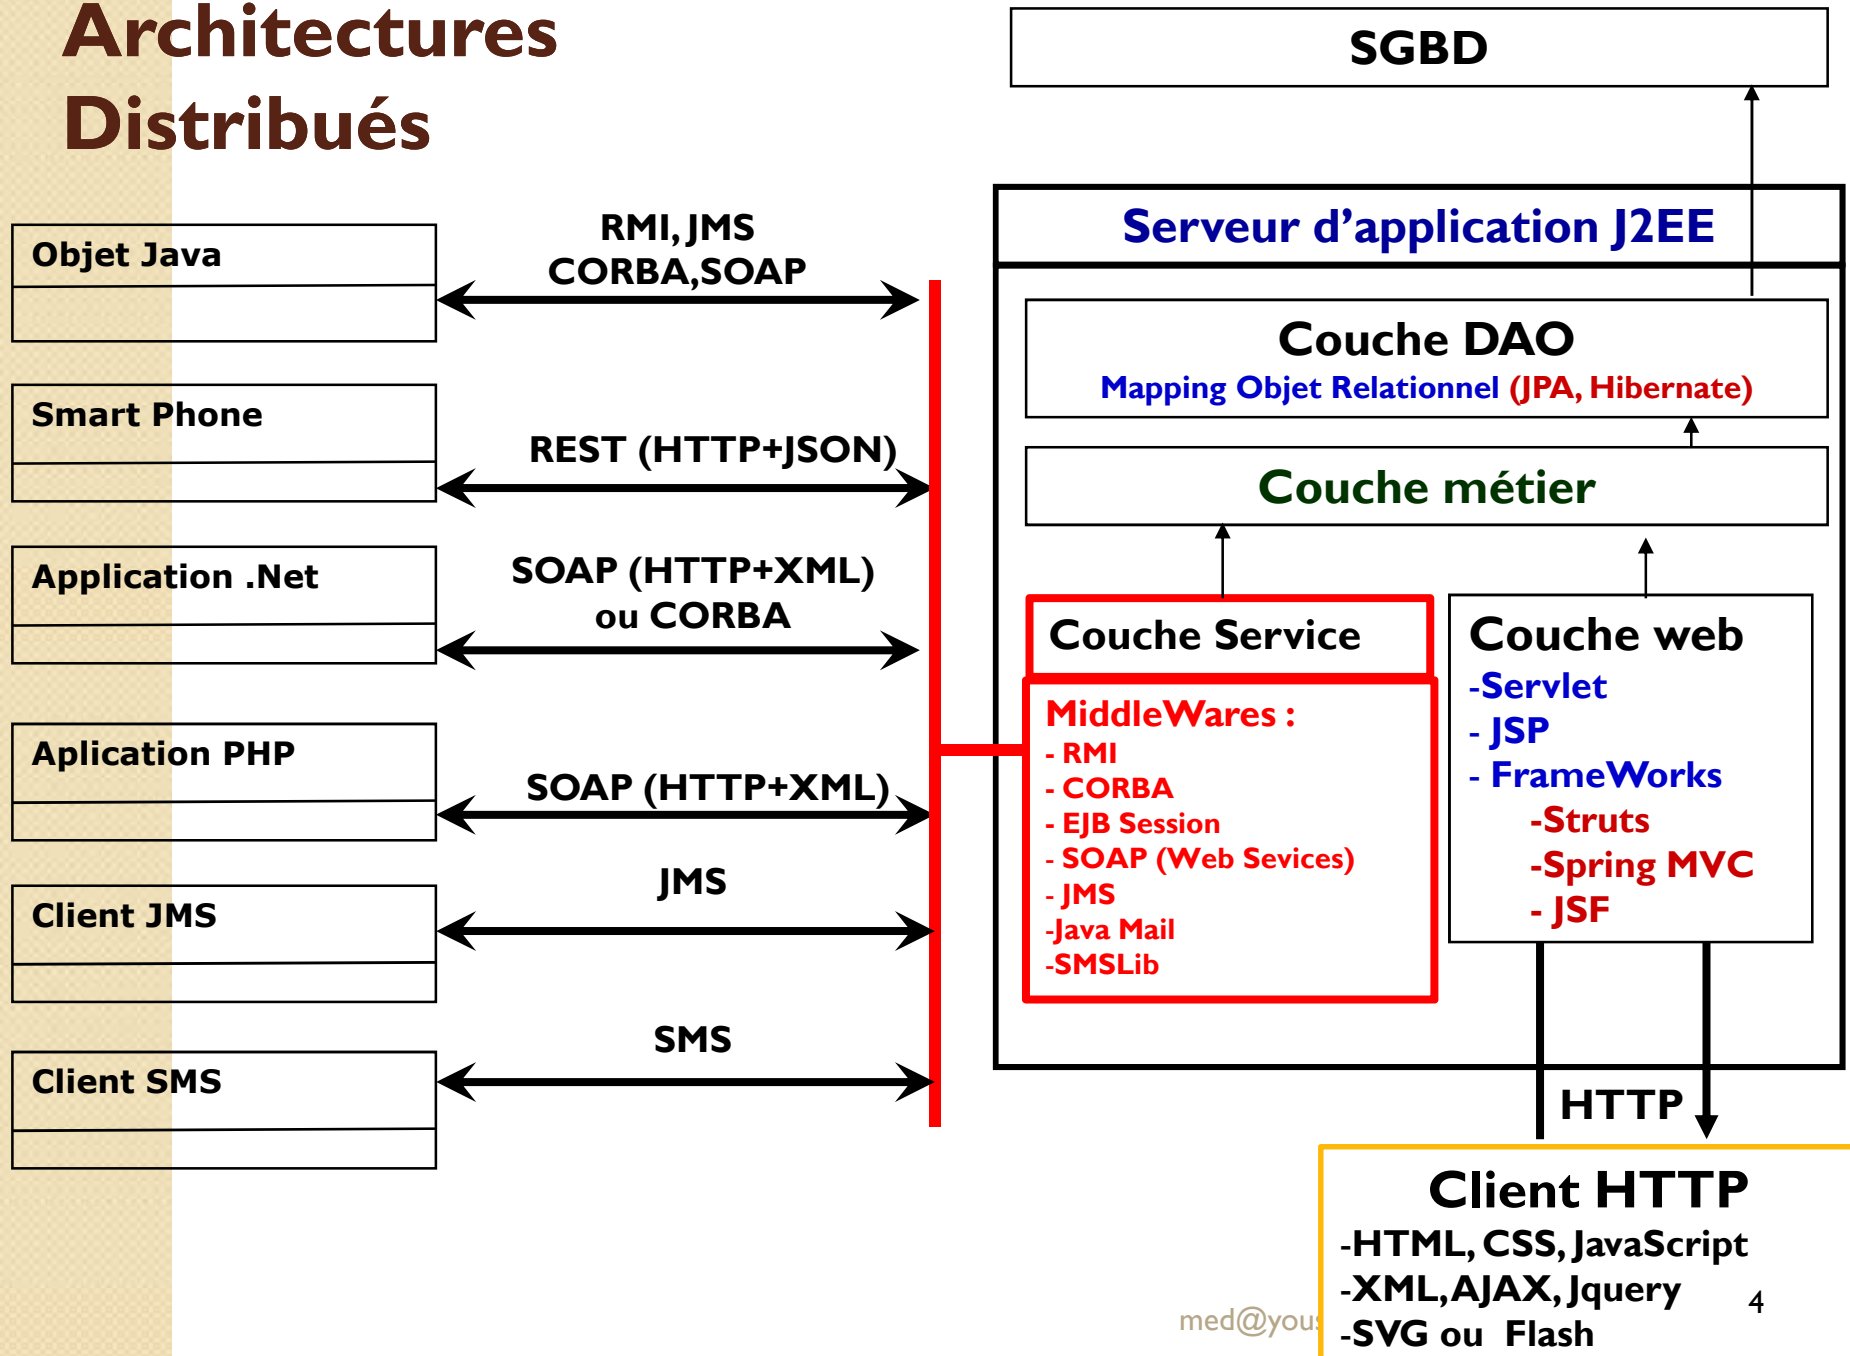 Architectures
Distribués
SGBD
Serveur d’application J2EE
Couche DAO
Mapping Objet Relationnel (JPA, Hibernate)
Couche métier
Couche Service
MiddleWares :
- RMI
- CORBA
- EJB Session
- SOAP (Web Sevices)
- JMS
-Java Mail
-SMSLib
Couche web
-Servlet
- JSP
- FrameWorks
-Struts
-Spring MVC
- JSF
Objet Java
RMI, JMS
CORBA,SOAP
Smart Phone
REST (HTTP+JSON)
Application .Net
SOAP (HTTP+XML)
ou CORBA
Aplication PHP
SOAP (HTTP+XML)
Client JMS
JMS
Client SMS
SMS
HTTP
Client HTTP
-HTML, CSS, JavaScript
-XML, AJAX, Jquery
-SVG ou Flash
4